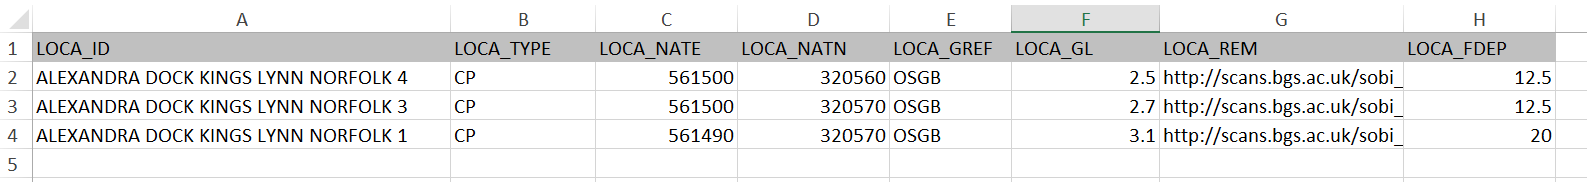 A B C D E F G H
1 LOCA_ID LOCA_TYPE LOCA_NATE LOCA_NATN LOCA_GREF LOCA_GL LOCA_REM LOCA_FDEP
2 ALEXANDRA DOCK KINGS LYNN NORFOLK 4 CP 561500 320560 OSGB 2.5 http://scans.bgs.ac.uk/sobi_ 12.5
3 ALEXANDRA DOCK KINGS LYNN NORFOLK 3 CP 561500 320570 OSGB 2.7 http://scans.bgs.ac.uk/sobi_ 12.5
4 ALEXANDRA DOCK KINGS LYNN NORFOLK 1 CP 561490 320570 OSGB 3.1 http://scans.bgs.ac.uk/sobi_ 20
5